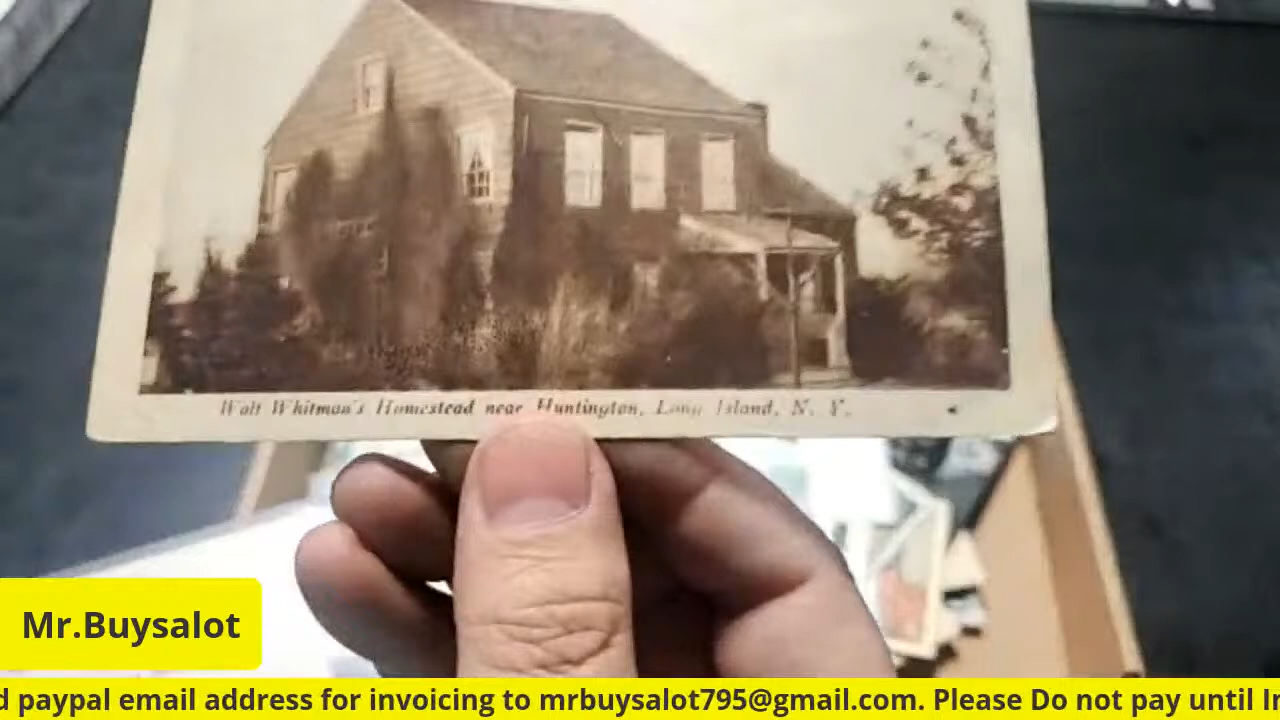 Walt Whitman's Homestead near Huntington, Long Island, N. Y.
Mr.Buysalot
d paypal email address for invoicing to mrbuysalot795@gmail.com. Please Do not pay until In